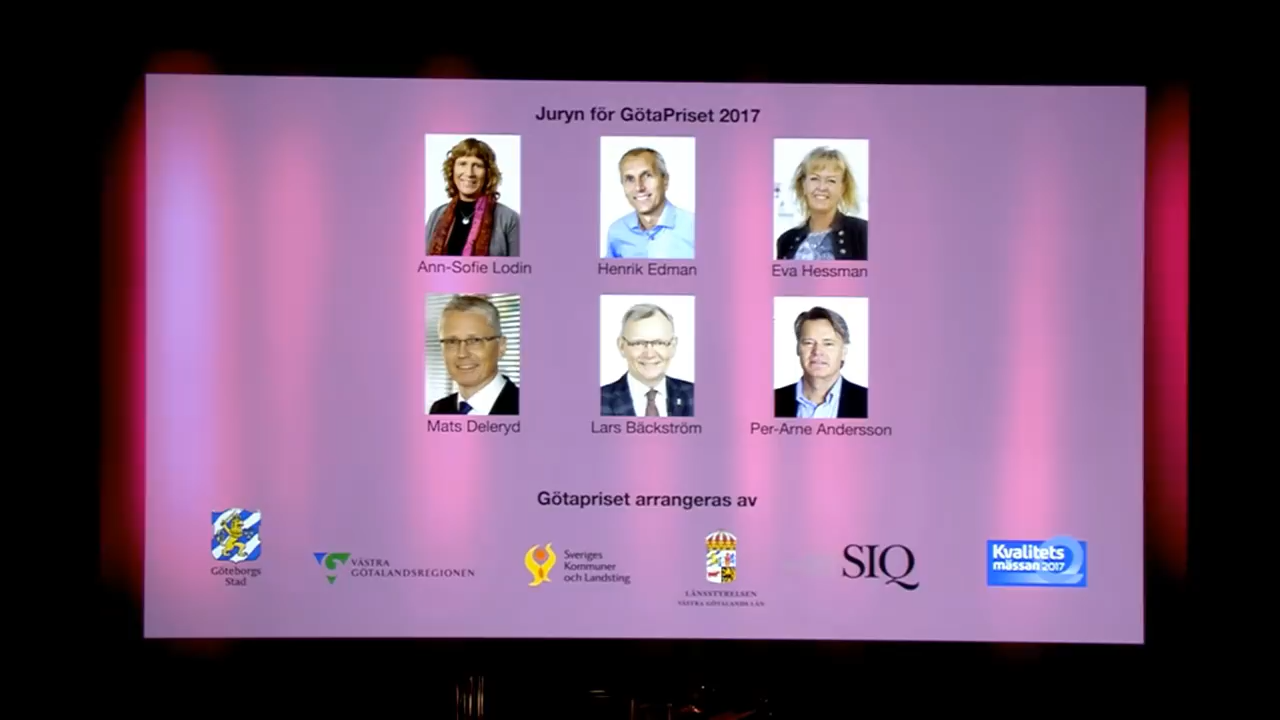 Juryn för GötaPriset 2017
Ann-Sofie Lodin
Henrik Edman
Eva Hessman
Mats Deleryd
Lars Bäckström
Per-Arne Andersson
Götapriset arrangeras av
Göteborgs
Stad
VÄSTRA
GÖTALANDSREGIONEN
Sveriges
Kommuner
och Landsting
LÄNSSTYRELSEN
VÄSTRA GÖTALANDS LÄN
SIQ
Kvalitets
mässan 2017